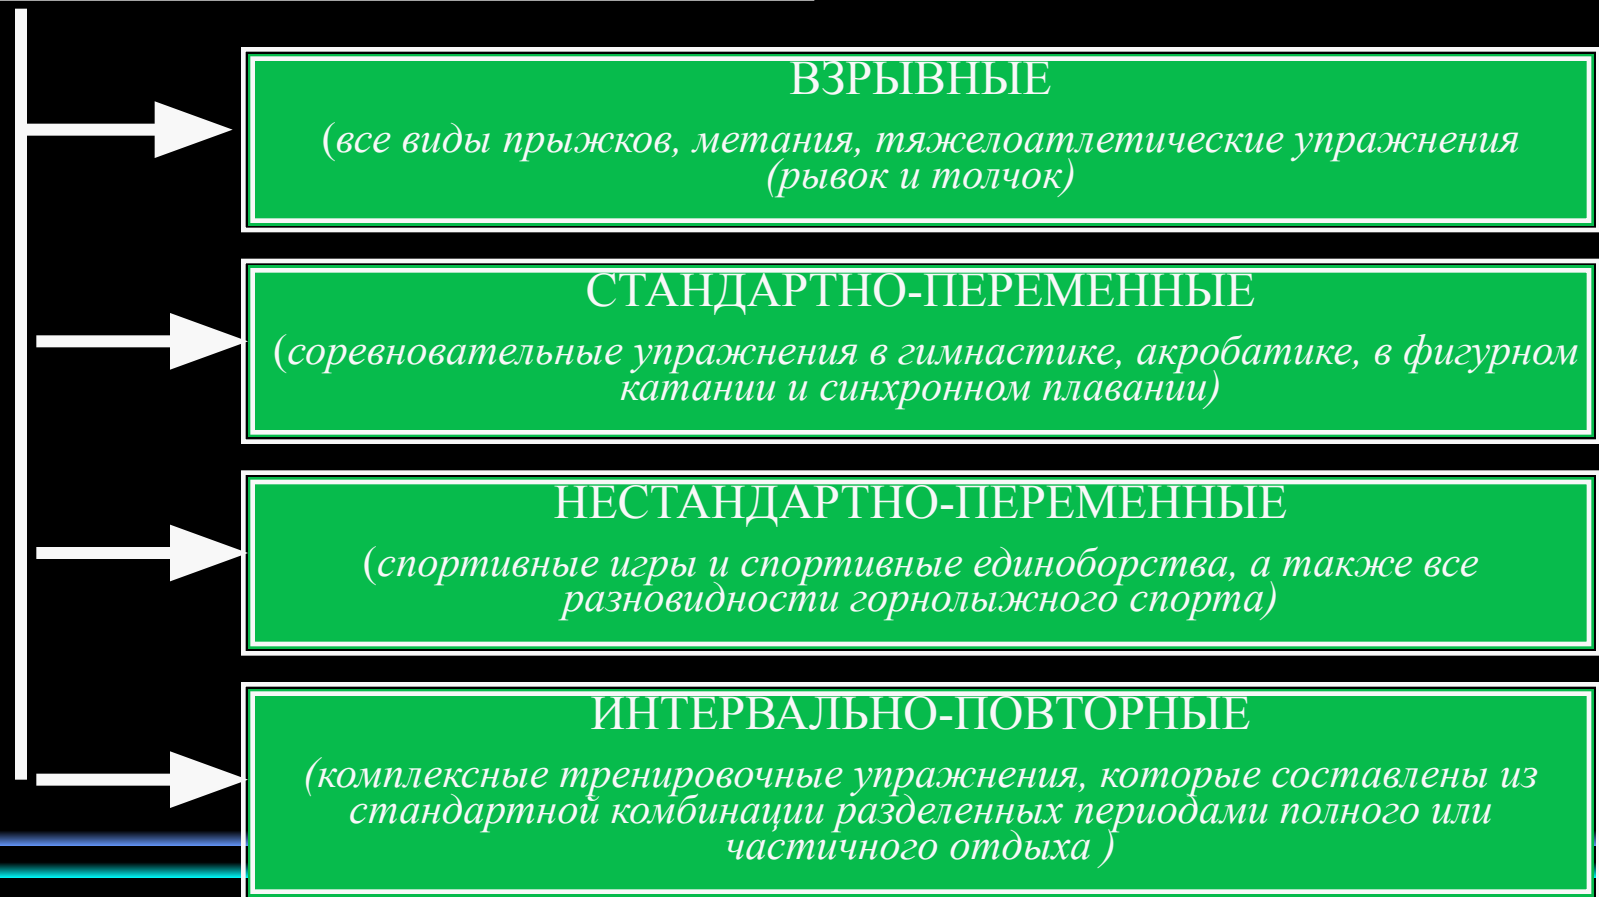 ВЗРЫВНЫЕ
(все виды прыжков, метания, тяжелоатлетические упражнения
(рывок и толчок)
СТАНДАРТНО-ПЕРЕМЕННЫЕ
(соревновательные упражнения в гимнастике, акробатике, в фигурном
катании и синхронном плавании)
НЕСТАНДАРТНО-ПЕРЕМЕННЫЕ
(спортивные игры и спортивные единоборства, а также все
разновидности горнолыжного спорта)
ИНТЕРВАЛЬНО-ПОВТОРНЫЕ
(комплексные тренировочные упражнения, которые составлены из
стандартной комбинации разделенных периодами полного или
частичного отдыха )